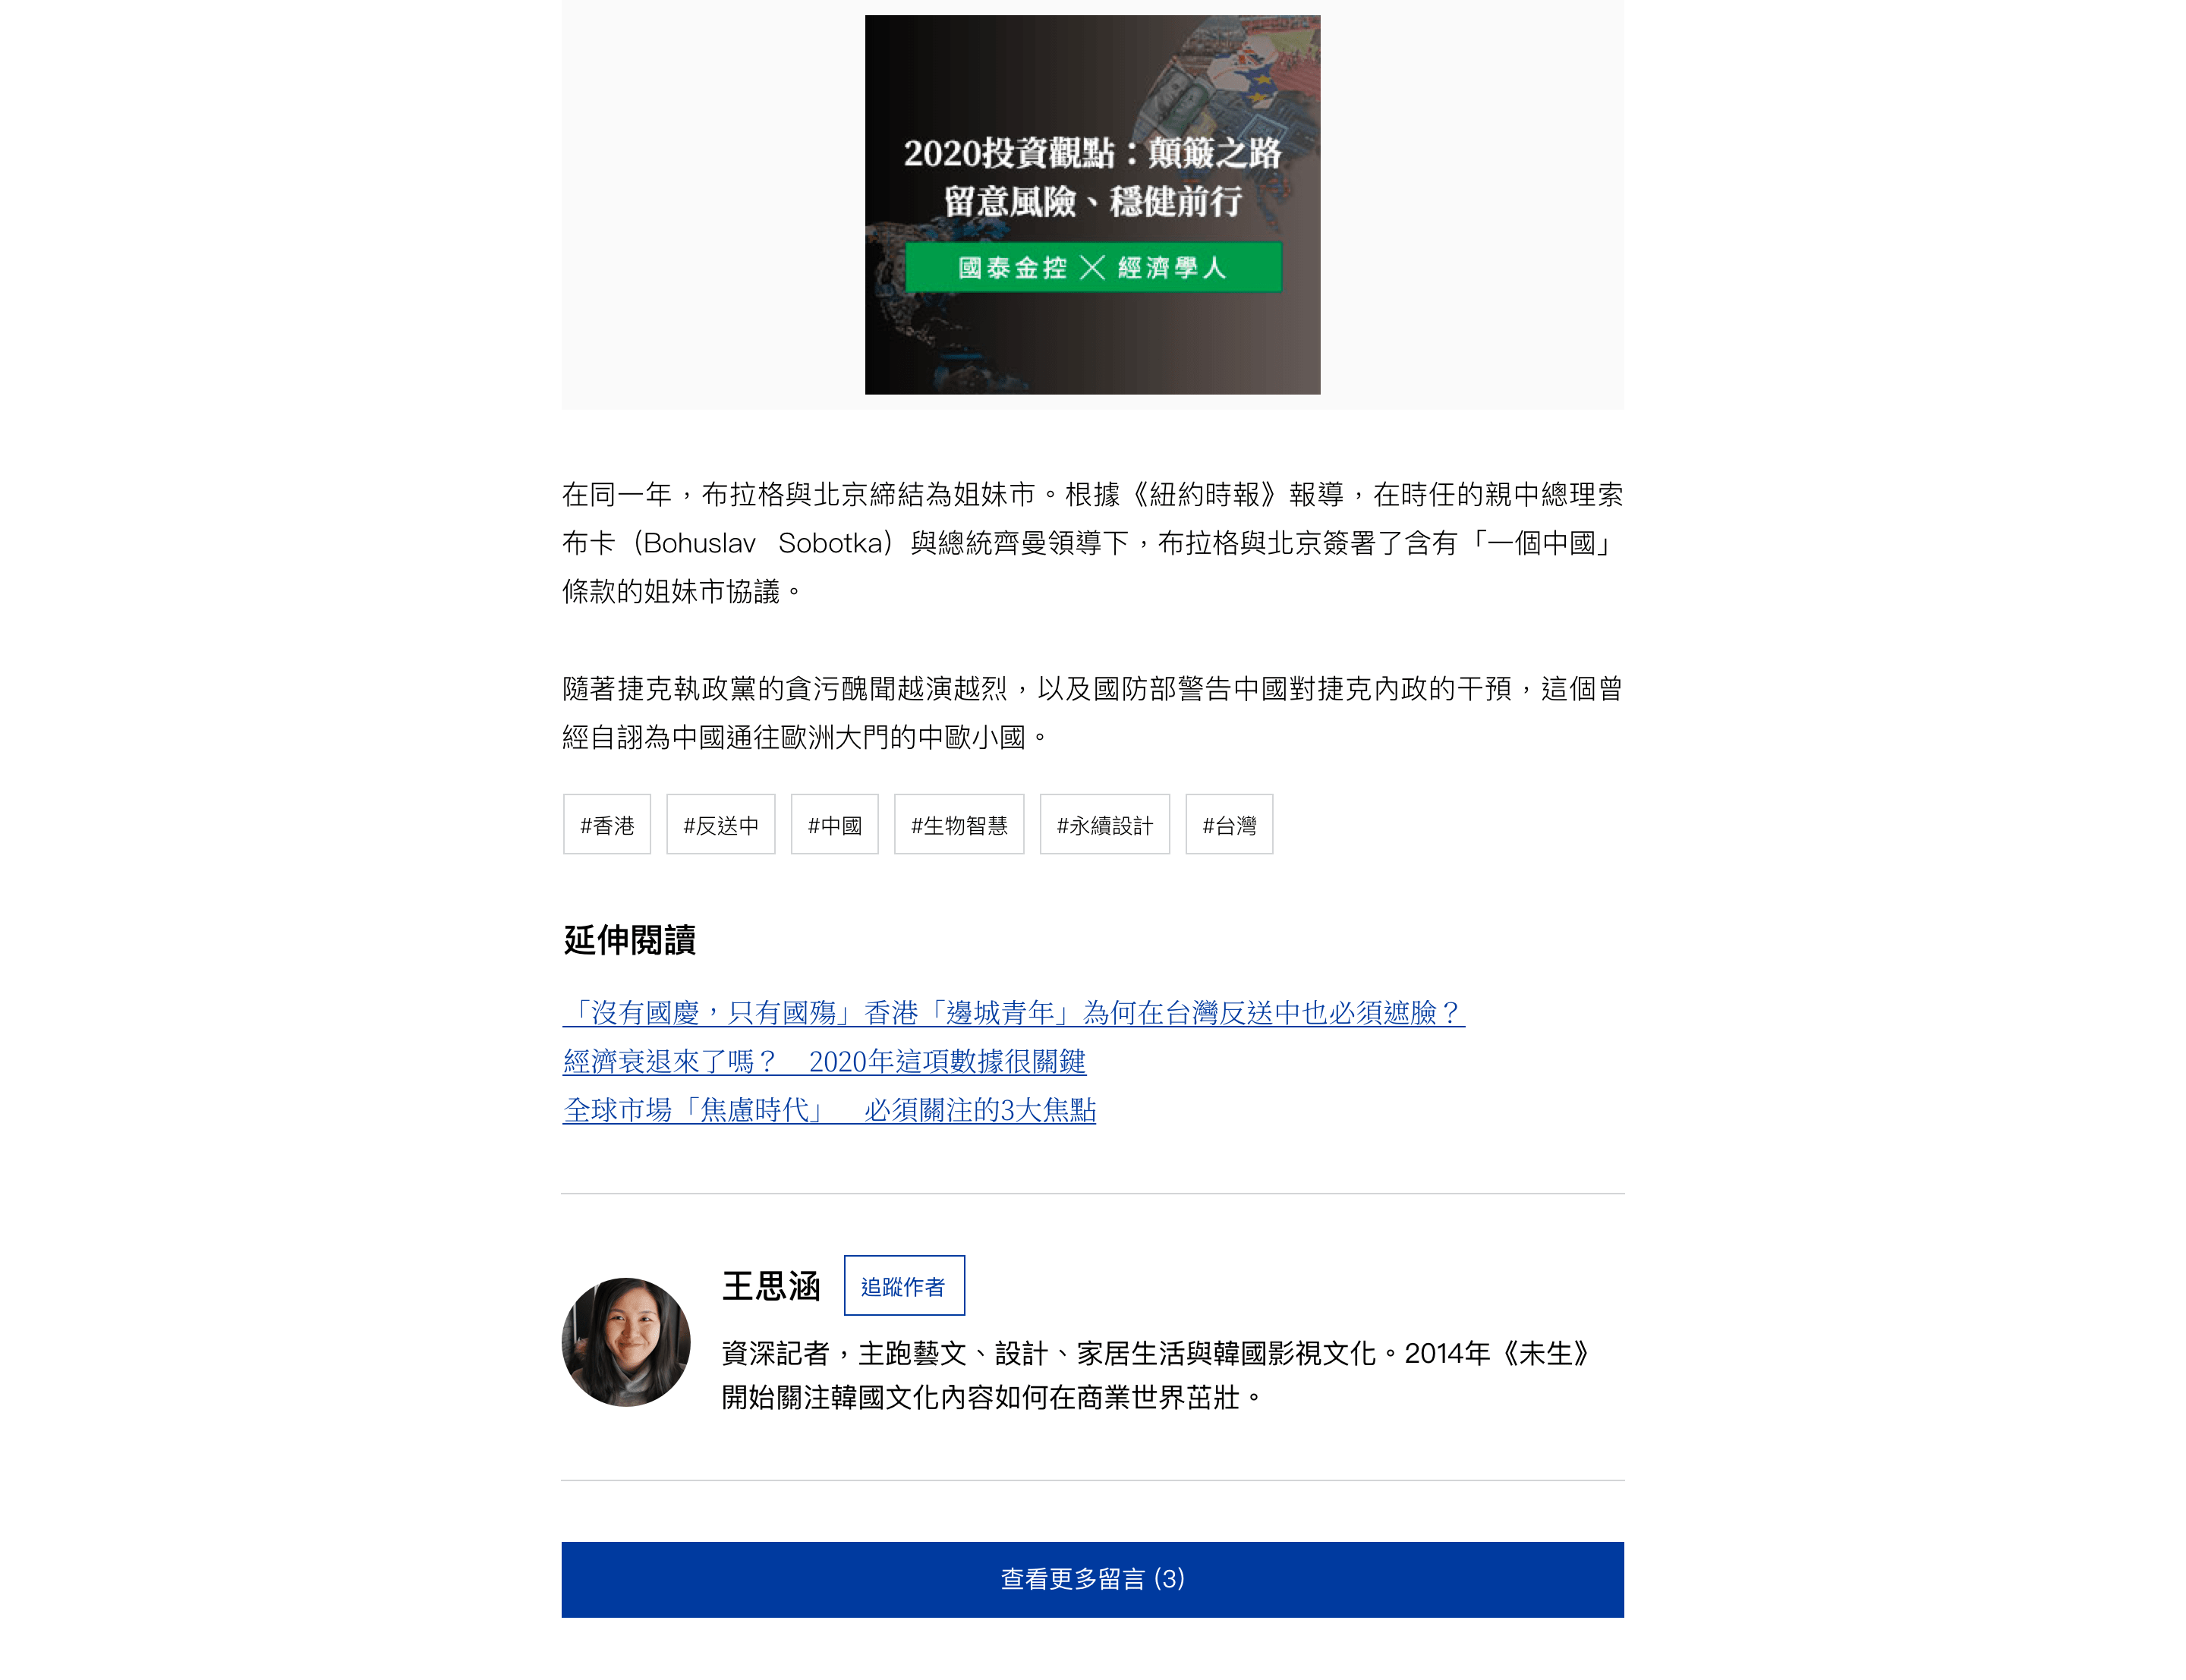 2020投資觀點：顛簸之路
留意風險、穩健前行
國泰金控 × 經濟學人
在同一年，布拉格與北京締結為姐妹市。根據《紐約時報》報導，在時任的親中總理索
布卡（Bohuslav Sobotka）與總統齊曼領導下，布拉格與北京簽署了含有「一個中國」
條款的姐妹市協議。
隨著捷克執政黨的貪污醜聞越演越烈，以及國防部警告中國對捷克內政的干預，這個曾
經自詡為中國通往歐洲大門的中歐小國。
#香港 #反送中 #中國 #生物智慧 #永續設計 #台灣
延伸閱讀
「沒有國慶，只有國殤」香港「邊城青年」為何在台灣反送中也必須遮臉？
經濟衰退來了嗎？　2020年這項數據很關鍵
全球市場「焦慮時代」　必須關注的3大焦點
王思涵 追蹤作者
資深記者，主跑藝文、設計、家居生活與韓國影視文化。2014年《未生》
開始關注韓國文化內容如何在商業世界茁壯。
查看更多留言 (3)